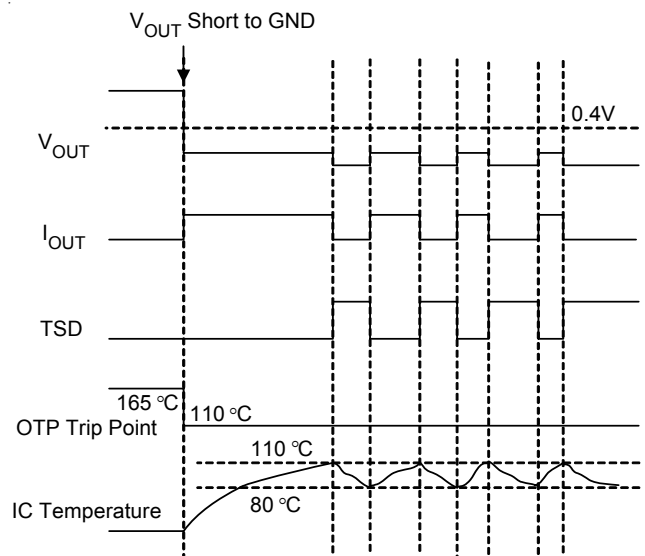 V_OUT Short to GND
0.4V
V_OUT
I_OUT
TSD
165 °C
110 °C
OTP Trip Point
110 °C
80 °C
IC Temperature